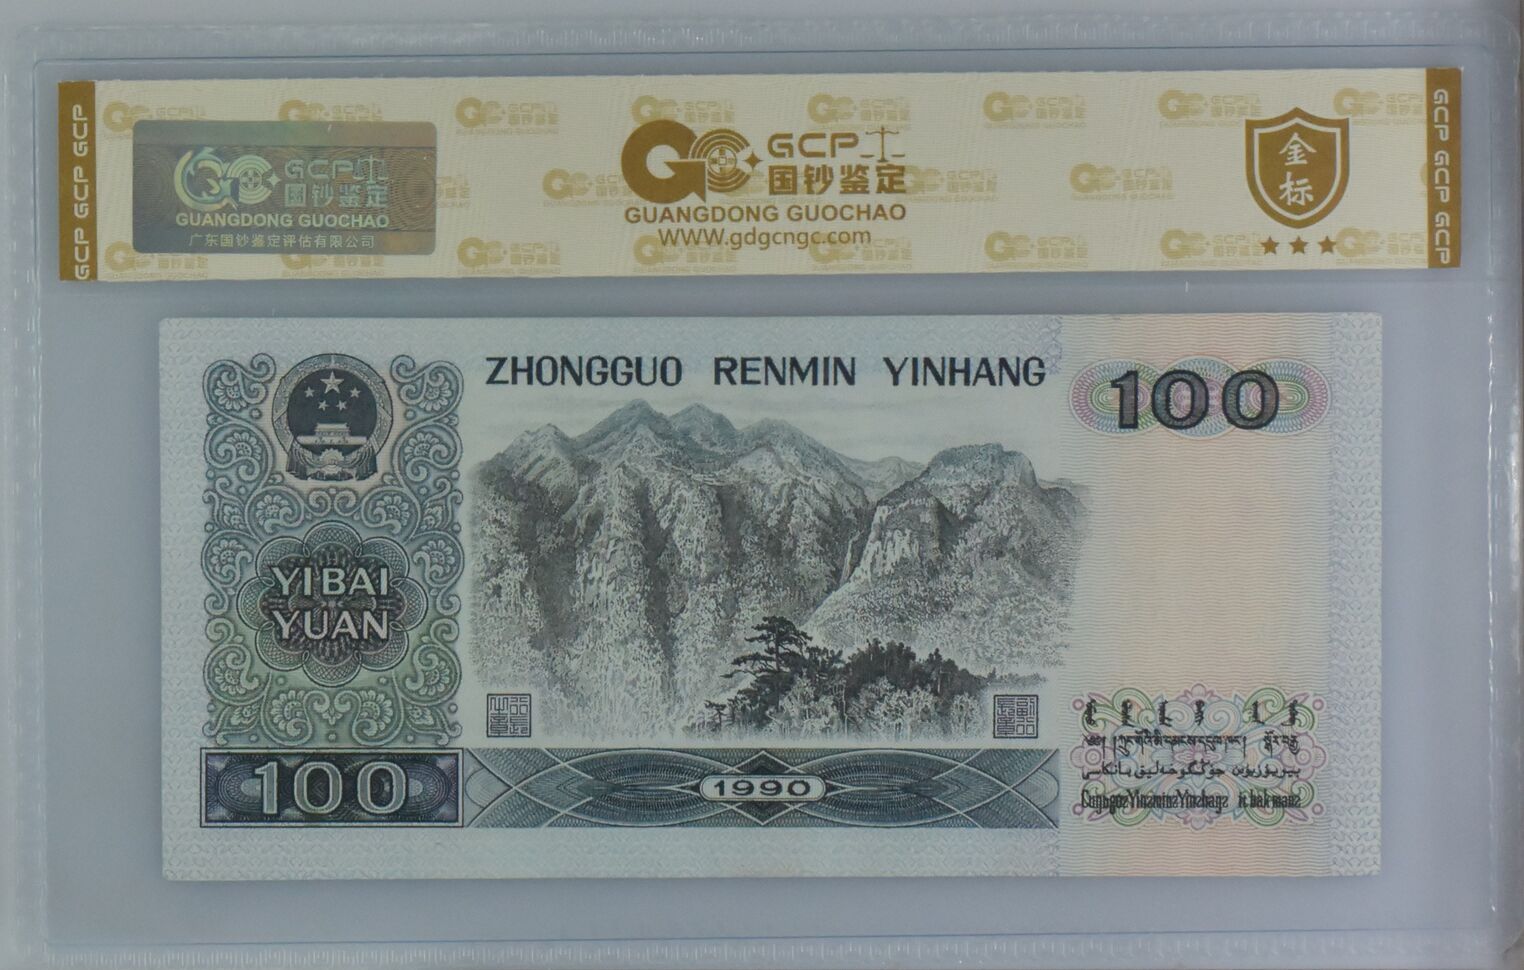 GCP GCP GCP
GCP
国钞鉴定
GUANGDONG GUOCHAO
广东国钞鉴定评估有限公司
GCP
国钞鉴定
GUANGDONG GUOCHAO
WWW.gdgcngc.com
金标
GCP GCP GCP
ZHONGGUO RENMIN YINHANG
100
YIBAI
YUAN
100
1990